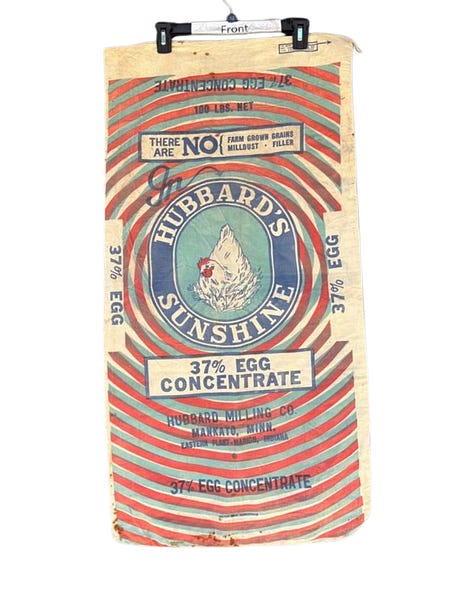 Front
37% EGG CONCENTRATE
100 LBS. NET
THERE ARE NO
FARM GROWN GRAINS
MILLDUST · FILLER
In
HUBBARD'S
SUNSHINE
37% EGG
37% EGG
37% EGG
CONCENTRATE
HUBBARD MILLING CO.
MANKATO, MINN.
EASTERN PLANT-MARION, INDIANA
37% EGG CONCENTRATE